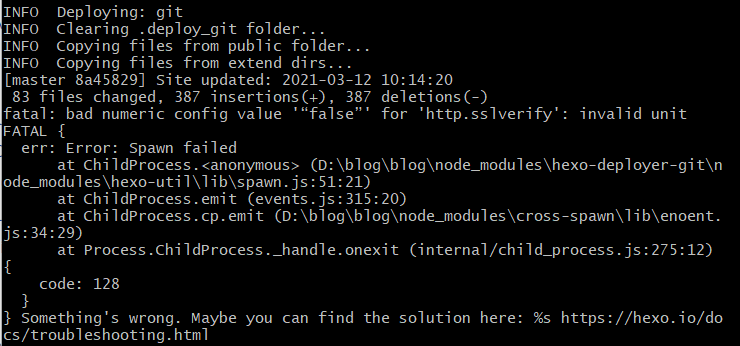 INFO  Deploying: git
INFO  Clearing .deploy_git folder...
INFO  Copying files from public folder...
INFO  Copying files from extend dirs...
[master 8a45829] Site updated: 2021-03-12 10:14:20
 83 files changed, 387 insertions(+), 387 deletions(-)
fatal: bad numeric config value '“false”' for 'http.sslverify': invalid unit
FATAL {
  err: Error: Spawn failed
      at ChildProcess.<anonymous> (D:\blog\blog\node_modules\hexo-deployer-git\n
ode_modules\hexo-util\lib\spawn.js:51:21)
      at ChildProcess.emit (events.js:315:20)
      at ChildProcess.cp.emit (D:\blog\blog\node_modules\cross-spawn\lib\enoent.
js:34:29)
      at Process.ChildProcess._handle.onexit (internal/child_process.js:275:12)
{
    code: 128
  }
} Something's wrong. Maybe you can find the solution here: %s https://hexo.io/do
cs/troubleshooting.html